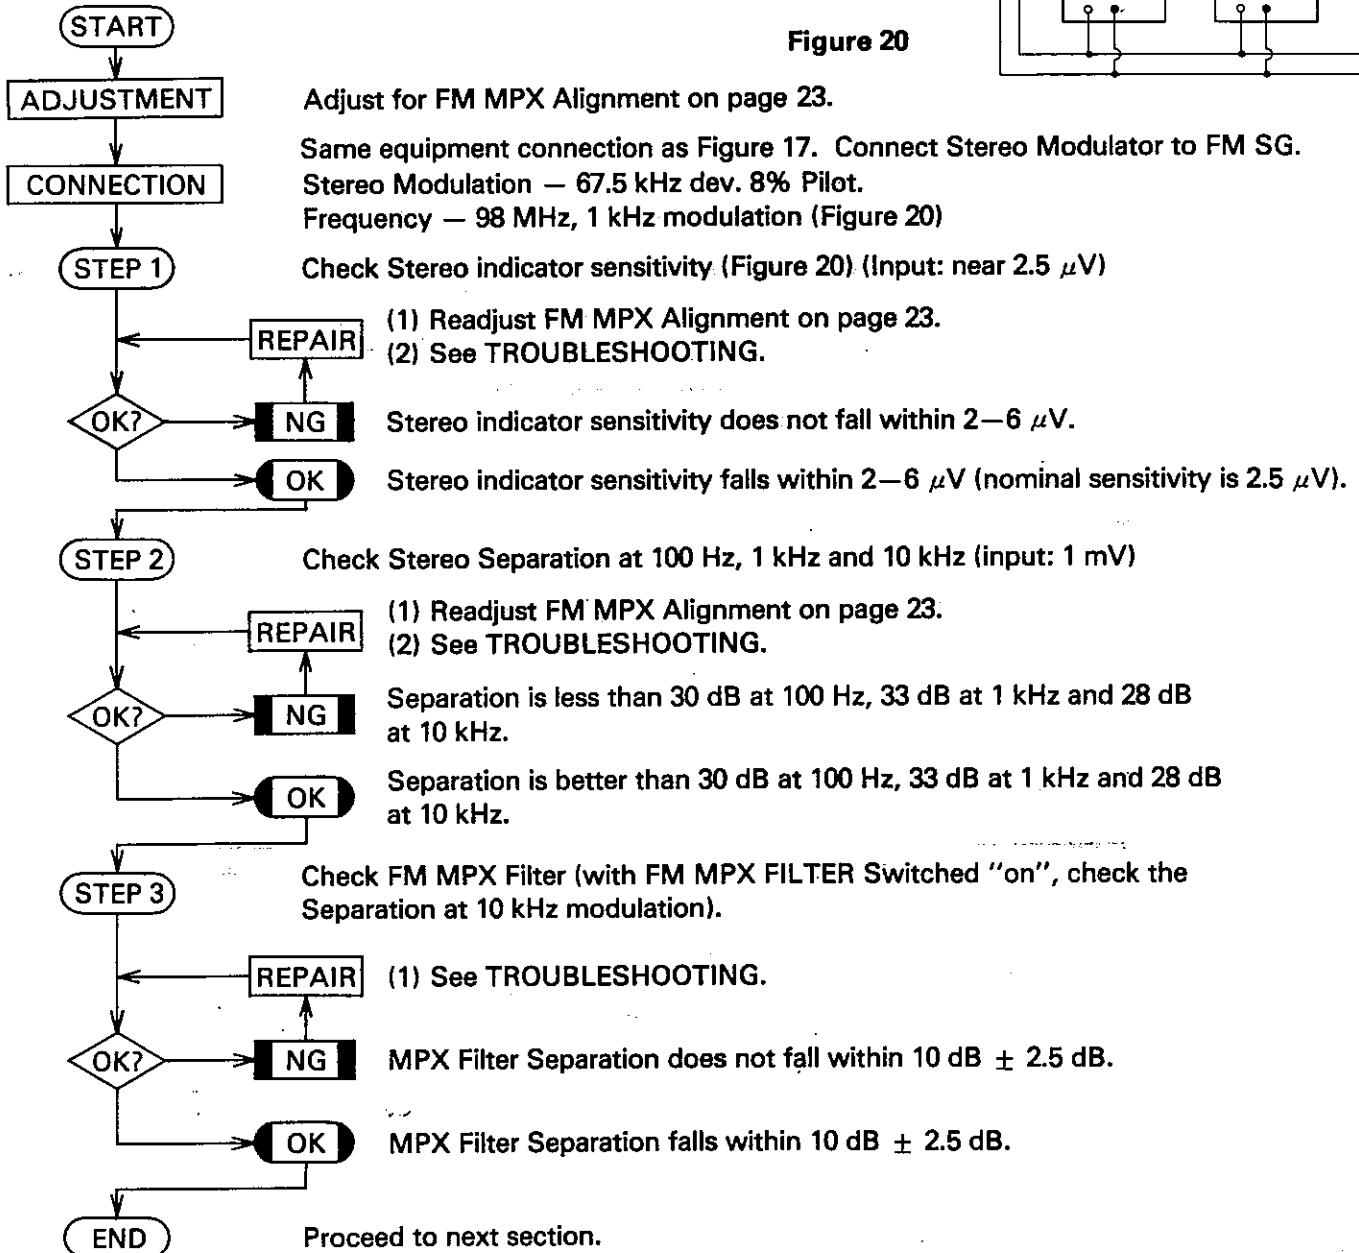 START
Figure 20
ADJUSTMENT
Adjust for FM MPX Alignment on page 23.
CONNECTION
Same equipment connection as Figure 17. Connect Stereo Modulator to FM SG.
Stereo Modulation — 67.5 kHz dev. 8% Pilot.
Frequency — 98 MHz, 1 kHz modulation (Figure 20)
STEP 1
Check Stereo indicator sensitivity (Figure 20) (Input: near 2.5 μV)
REPAIR
(1) Readjust FM MPX Alignment on page 23.
(2) See TROUBLESHOOTING.
OK?
NG
Stereo indicator sensitivity does not fall within 2—6 μV.
OK
Stereo indicator sensitivity falls within 2—6 μV (nominal sensitivity is 2.5 μV).
STEP 2
Check Stereo Separation at 100 Hz, 1 kHz and 10 kHz (input: 1 mV)
REPAIR
(1) Readjust FM MPX Alignment on page 23.
(2) See TROUBLESHOOTING.
OK?
NG
Separation is less than 30 dB at 100 Hz, 33 dB at 1 kHz and 28 dB
at 10 kHz.
OK
Separation is better than 30 dB at 100 Hz, 33 dB at 1 kHz and 28 dB
at 10 kHz.
STEP 3
Check FM MPX Filter (with FM MPX FILTER Switched "on", check the
Separation at 10 kHz modulation).
REPAIR
(1) See TROUBLESHOOTING.
OK?
NG
MPX Filter Separation does not fall within 10 dB ± 2.5 dB.
OK
MPX Filter Separation falls within 10 dB ± 2.5 dB.
END
Proceed to next section.